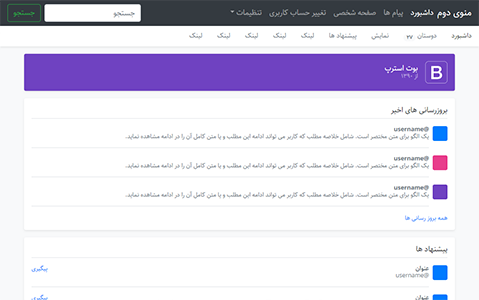 منوی دوم داشبورد پیام ها صفحه شخصی تغییر حساب کاربری تنظیمات جستجو جستجو
داشبورد دوستان ۲۷ نمایش پیشنهاد ها لینک لینک لینک لینک لینک
B
بوت استرپ
از ۱۳۹۰
بروزرسانی های اخیر
@username
یک الگو برای متن مختصر است. شامل خلاصه مطلب که کاربر می تواند ادامه این مطلب و یا متن کامل آن را در ادامه مشاهده نماید.
@username
یک الگو برای متن مختصر است. شامل خلاصه مطلب که کاربر می تواند ادامه این مطلب و یا متن کامل آن را در ادامه مشاهده نماید.
@username
یک الگو برای متن مختصر است. شامل خلاصه مطلب که کاربر می تواند ادامه این مطلب و یا متن کامل آن را در ادامه مشاهده نماید.
همه بروز رسانی ها
پیشنهاد ها
عنوان پیگیری
@username
عنوان پیگیری